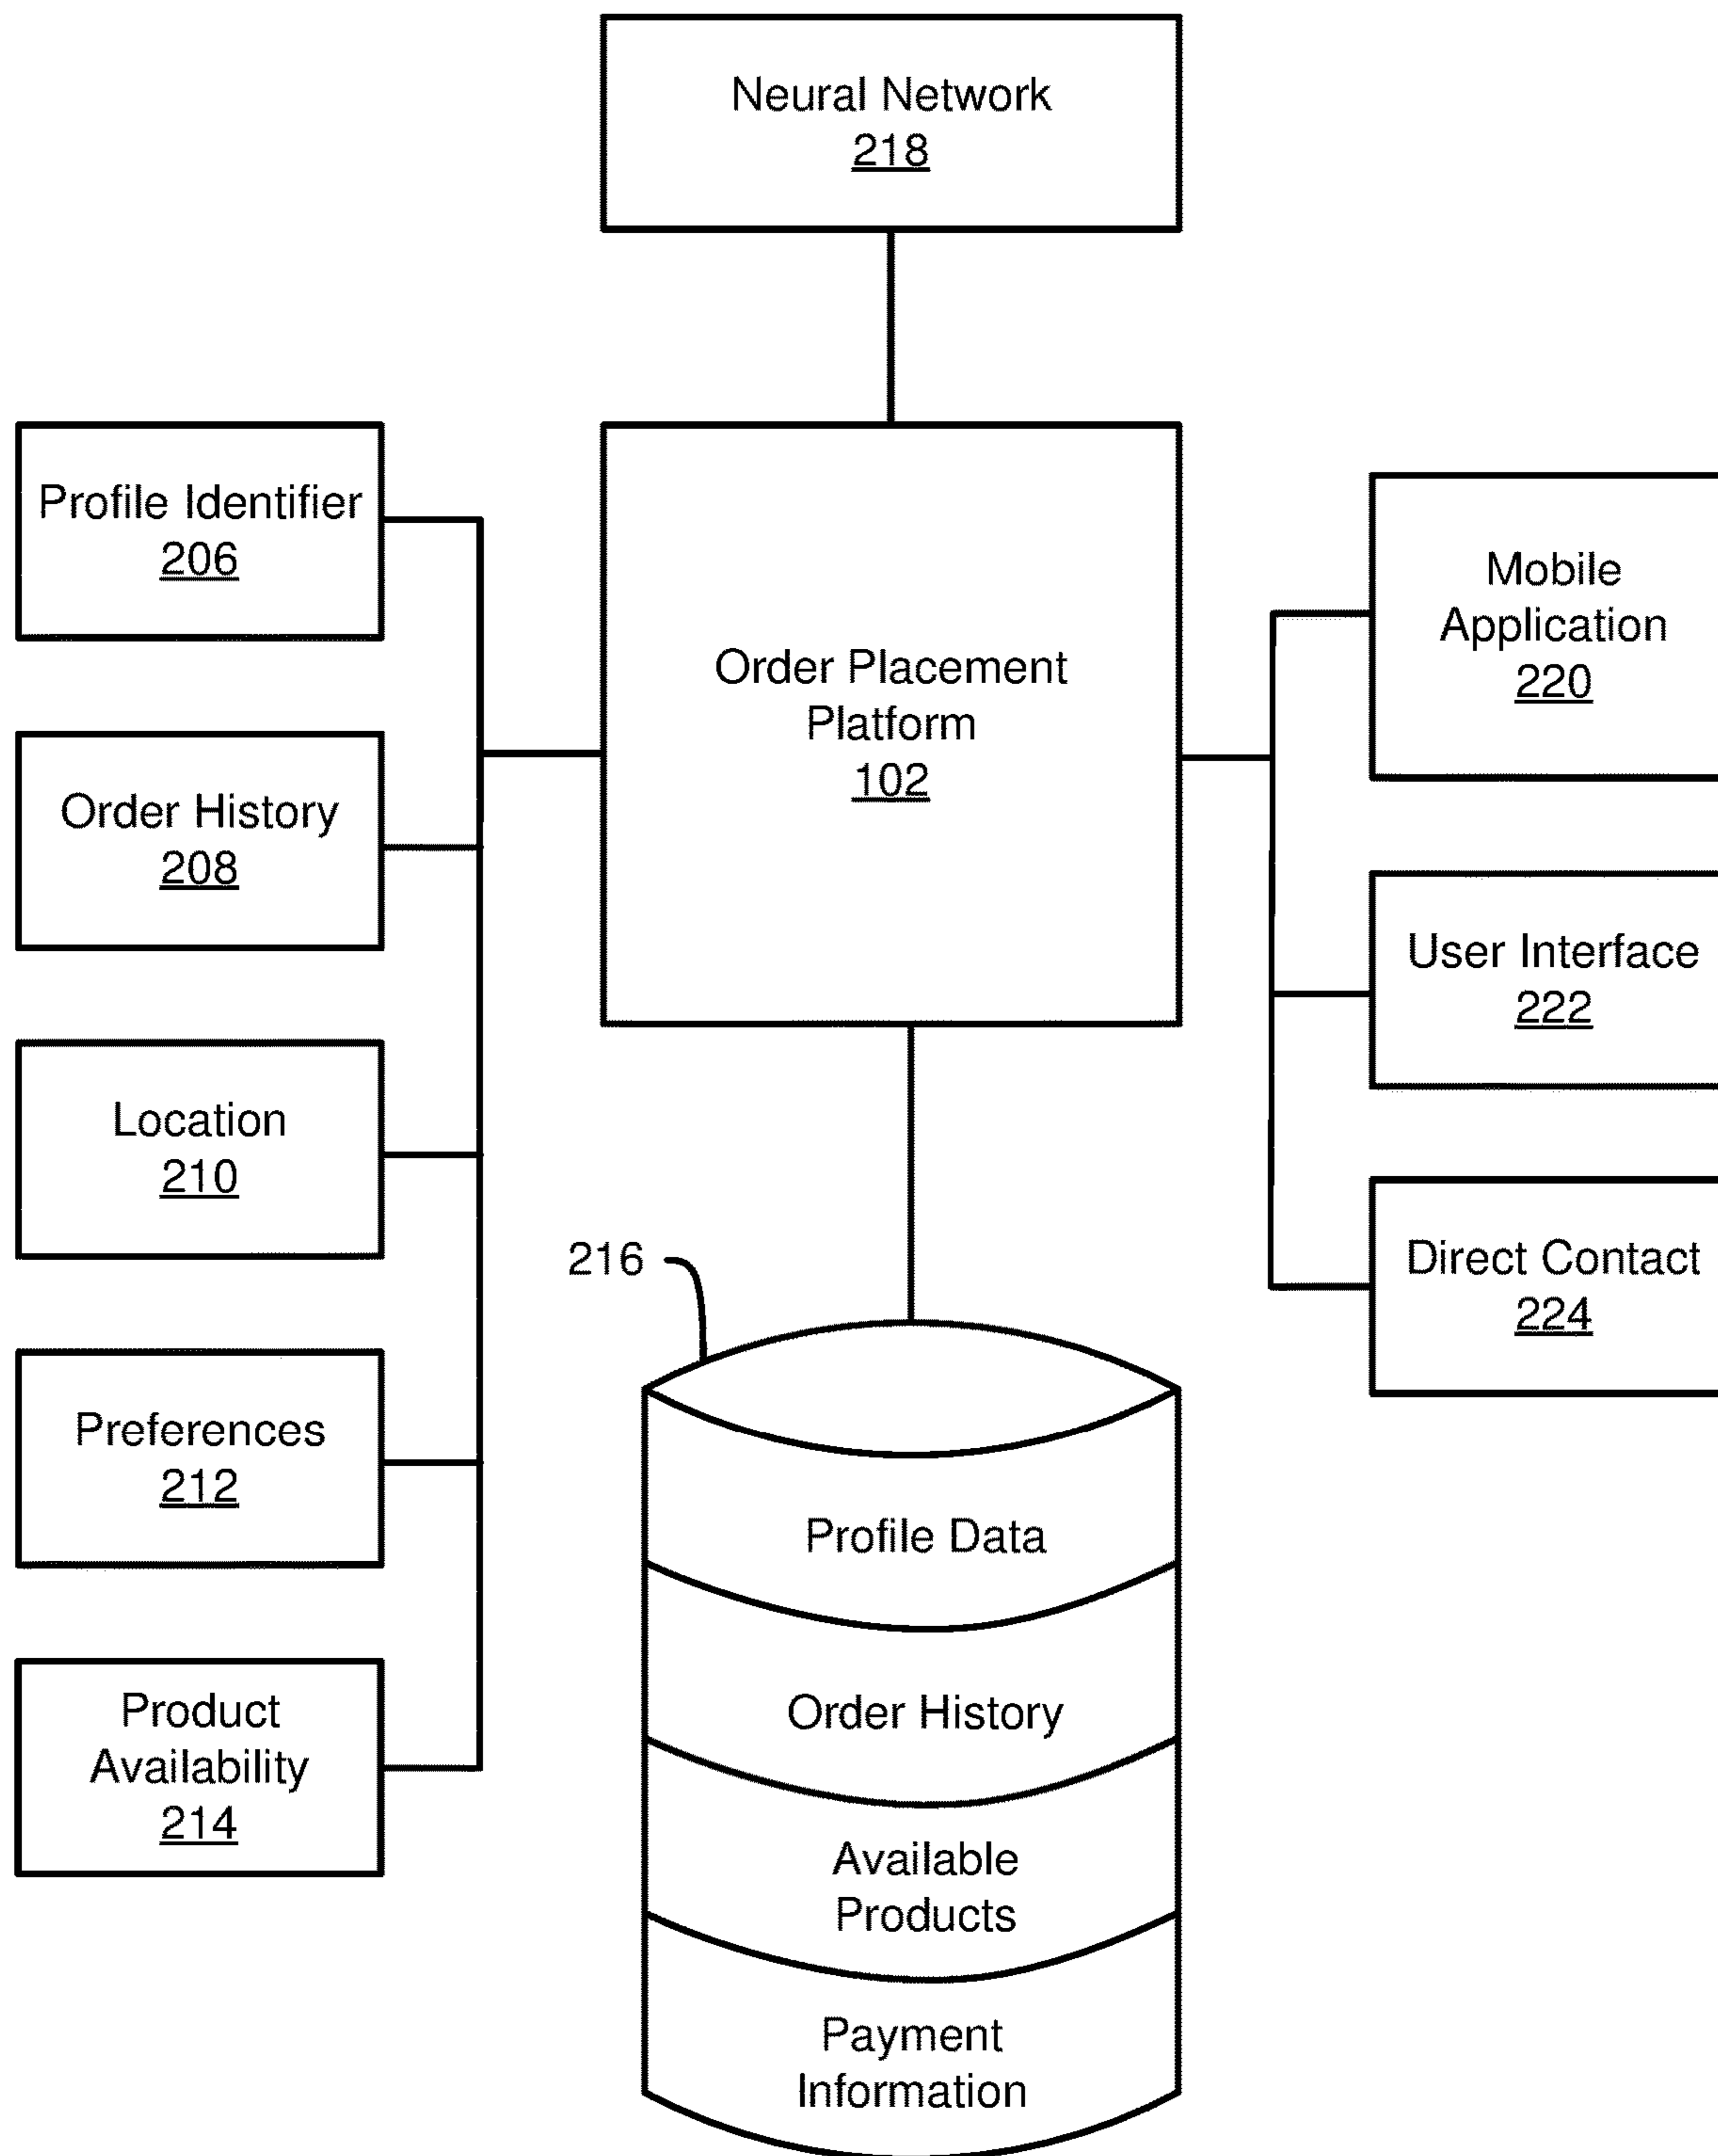 Neural Network
218
Profile Identifier
206
Order History
208
Location
210
Preferences
212
Product
Availability
214
Order Placement
Platform
102
Mobile
Application
220
User Interface
222
Direct Contact
224
216
Profile Data
Order History
Available
Products
Payment
Information